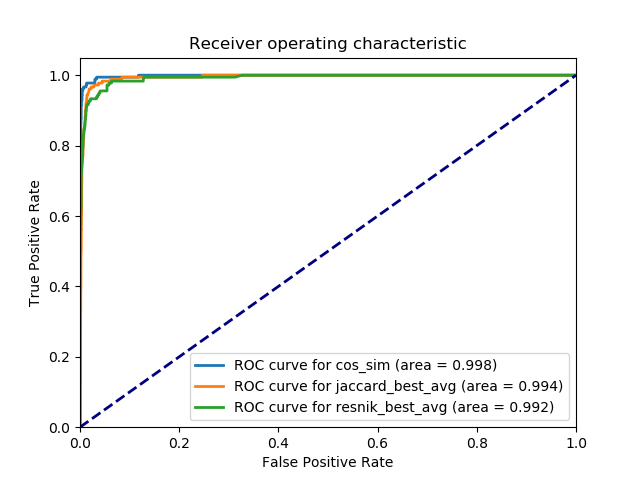 Receiver operating characteristic
True Positive Rate
1.0
0.8
0.6
0.4
0.2
0.0
ROC curve for cos_sim (area = 0.998)
ROC curve for jaccard_best_avg (area = 0.994)
ROC curve for resnik_best_avg (area = 0.992)
0.0 0.2 0.4 0.6 0.8 1.0
False Positive Rate